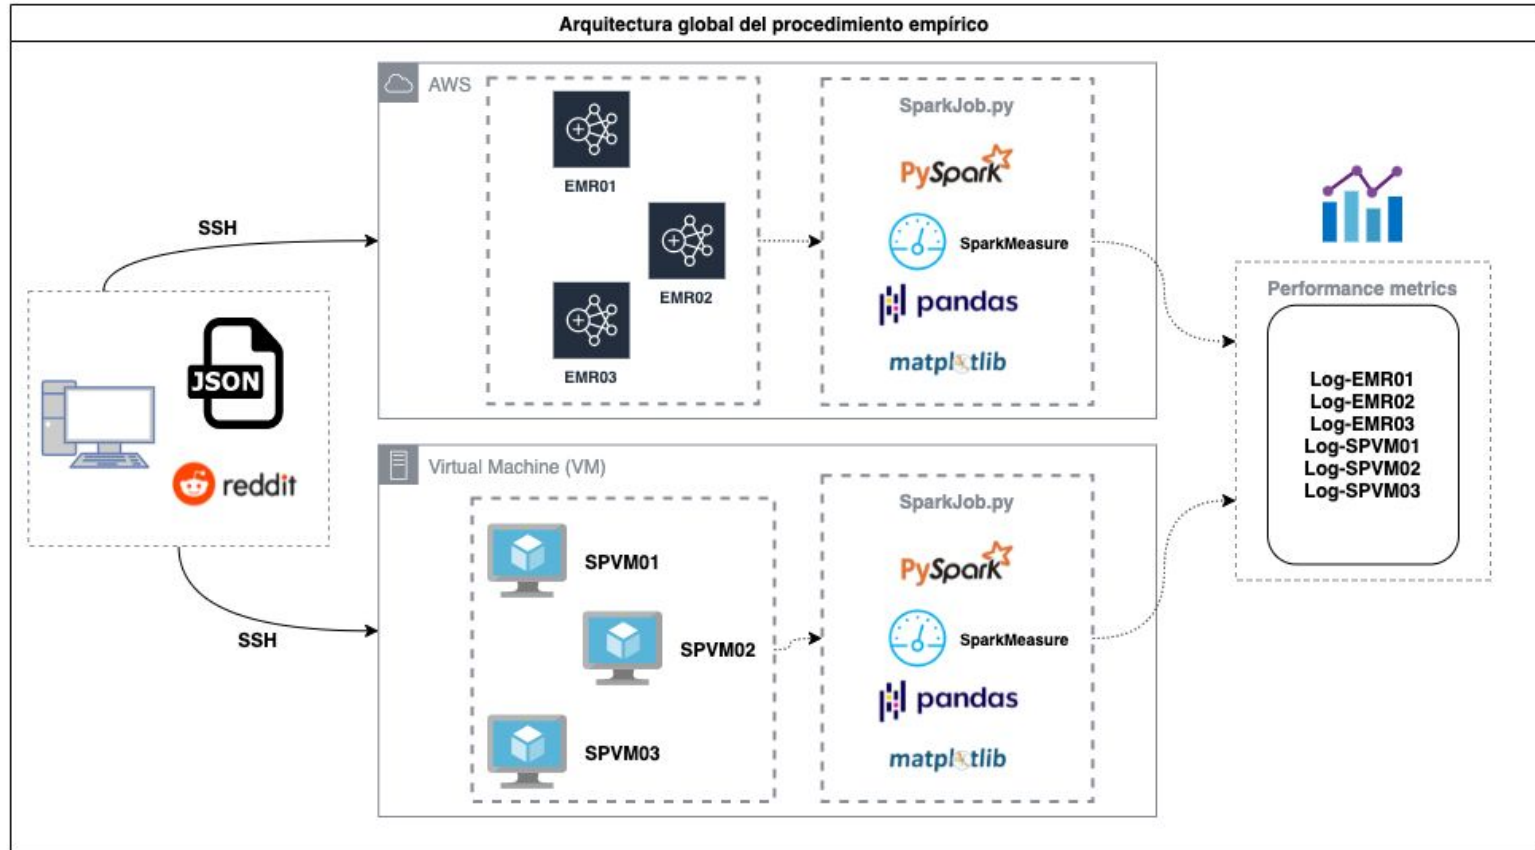 Arquitectura global del procedimiento empírico
AWS
EMR01
EMR02
EMR03
SparkJob.py
PySpark
SparkMeasure
pandas
matplotlib
SSH
JSON
reddit
SSH
Virtual Machine (VM)
SPVM01
SPVM02
SPVM03
SparkJob.py
PySpark
SparkMeasure
pandas
matplotlib
Performance metrics
Log-EMR01
Log-EMR02
Log-EMR03
Log-SPVM01
Log-SPVM02
Log-SPVM03